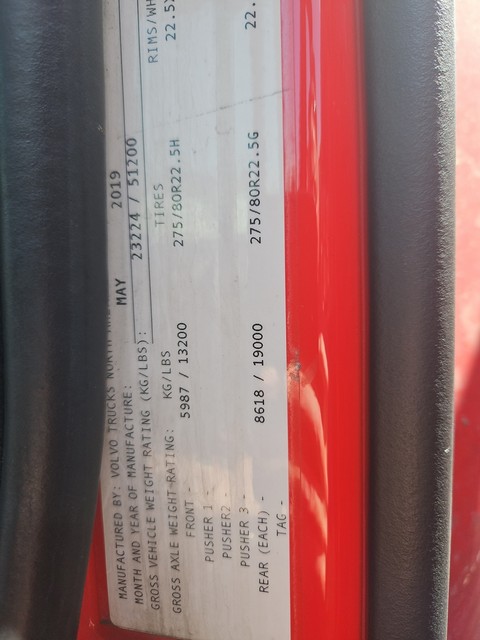 MANUFACTURED BY: VOLVO TRUCKS NORTH
MONTH AND YEAR OF MANUFACTURE: MAY 2019
GROSS VEHICLE WEIGHT RATING (KG/LBS): 23224 / 51200
GROSS AXLE WEIGHT RATING: KG/LBS TIRES RIMS/WH
FRONT - 5987 / 13200 275/80R22.5H 22.5
PUSHER 1 -
PUSHER2 -
PUSHER 3 -
REAR (EACH) - 8618 / 19000 275/80R22.5G 22.
TAG -